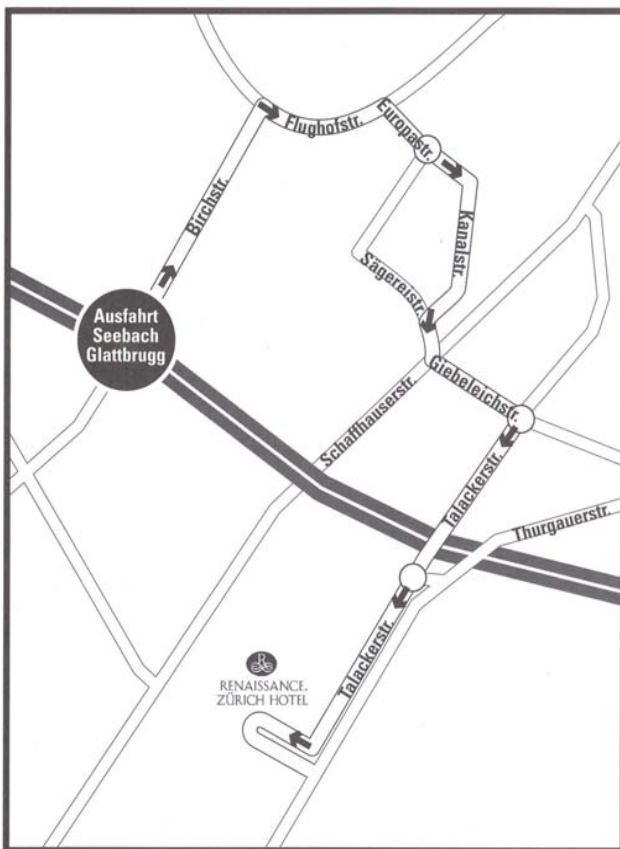 Flughofstr.
Europastr.
Birchstr.
Kanalstr.
Sägereistr.
Ausfahrt
Seebach
Glattbrugg
Giebeleichstr.
Schaffhauserstr.
Talackerstr.
Thurgauerstr.
Talackerstr.
R
RENAISSANCE.
ZÜRICH HOTEL